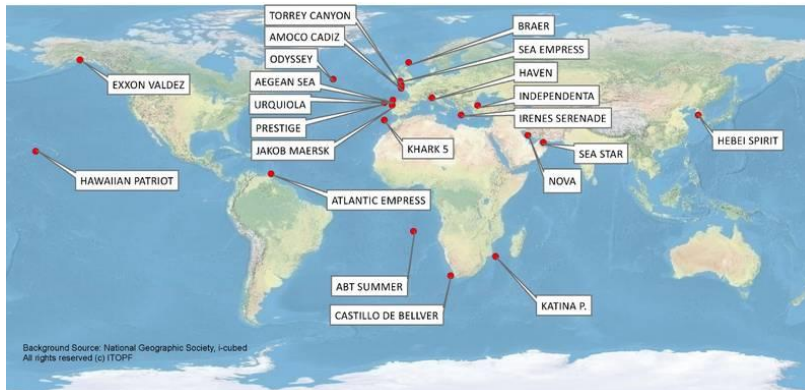 TORREY CANYON
AMOCO CADIZ
ODYSSEY
AEGEAN SEA
URQUIOLA
PRESTIGE
JAKOB MAERSK
BRAER
SEA EMPRESS
HAVEN
INDEPENDENTA
IRENES SERENADE
EXXON VALDEZ
KHARK 5
SEA STAR
HEBEI SPIRIT
NOVA
HAWAIIAN PATRIOT
ATLANTIC EMPRESS
ABT SUMMER
CASTILLO DE BELLVER
KATINA P.
Background Source: National Geographic Society, i-cubed
All rights reserved (c) ITOPF